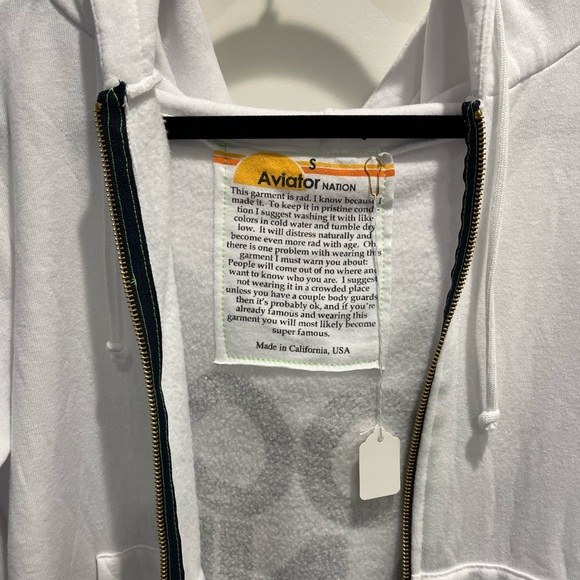 S
Aviator NATION
This garment is rad. I know because I
made it. To keep it in pristine condi
tion I suggest washing it with like
colors in cold water and tumble dry
low. It will distress naturally and
become even more rad with age. Oh
there is one problem with wearing this
garment I must warn you about:
People will come out of no where and
want to know who you are. I suggest
not wearing it in a crowded place
unless you have a couple body guards
then it's probably ok, and if you're
already famous and wearing this
garment you will most likely become
super famous.
Made in California, USA